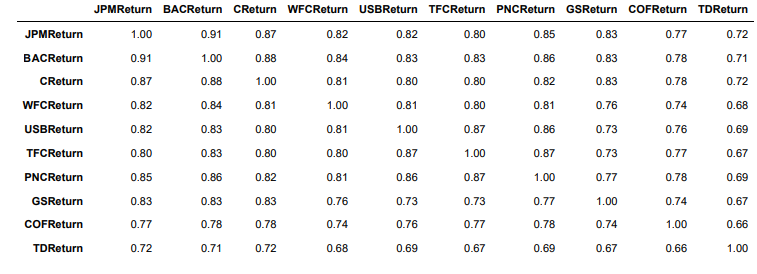 JPMReturn BACReturn CReturn WFCReturn USBReturn TFCReturn PNCReturn GSReturn COFReturn TDReturn
JPMReturn 1.00 0.91 0.87 0.82 0.82 0.80 0.85 0.83 0.77 0.72
BACReturn 0.91 1.00 0.88 0.84 0.83 0.83 0.86 0.83 0.78 0.71
CReturn 0.87 0.88 1.00 0.81 0.80 0.80 0.82 0.83 0.78 0.72
WFCReturn 0.82 0.84 0.81 1.00 0.81 0.80 0.81 0.76 0.74 0.68
USBReturn 0.82 0.83 0.80 0.81 1.00 0.87 0.86 0.73 0.76 0.69
TFCReturn 0.80 0.83 0.80 0.80 0.87 1.00 0.87 0.73 0.77 0.67
PNCReturn 0.85 0.86 0.82 0.81 0.86 0.87 1.00 0.77 0.78 0.69
GSReturn 0.83 0.83 0.83 0.76 0.73 0.73 0.77 1.00 0.74 0.67
COFReturn 0.77 0.78 0.78 0.74 0.76 0.77 0.78 0.74 1.00 0.66
TDReturn 0.72 0.71 0.72 0.68 0.69 0.67 0.69 0.67 0.66 1.00